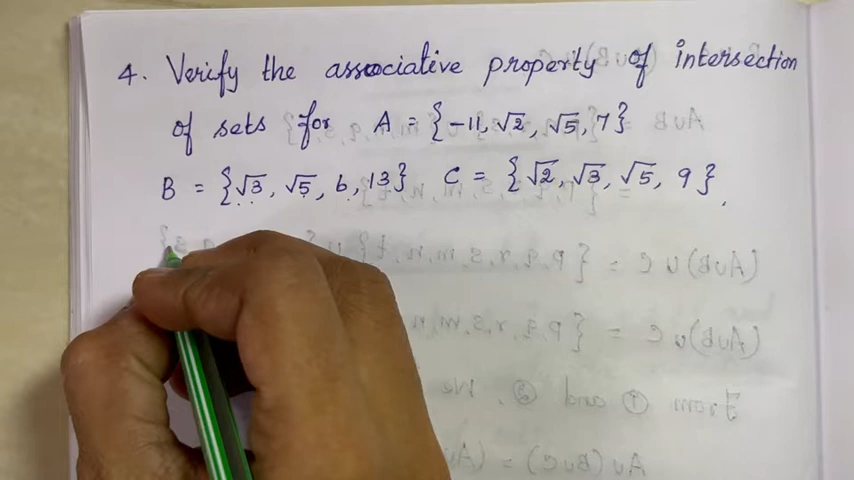 4. Verify the associative property of intersection
of sets for A = {-11, √2, √5, 7}
B = {√3, √5, 6, 13} C = {√2, √3, √5, 9},